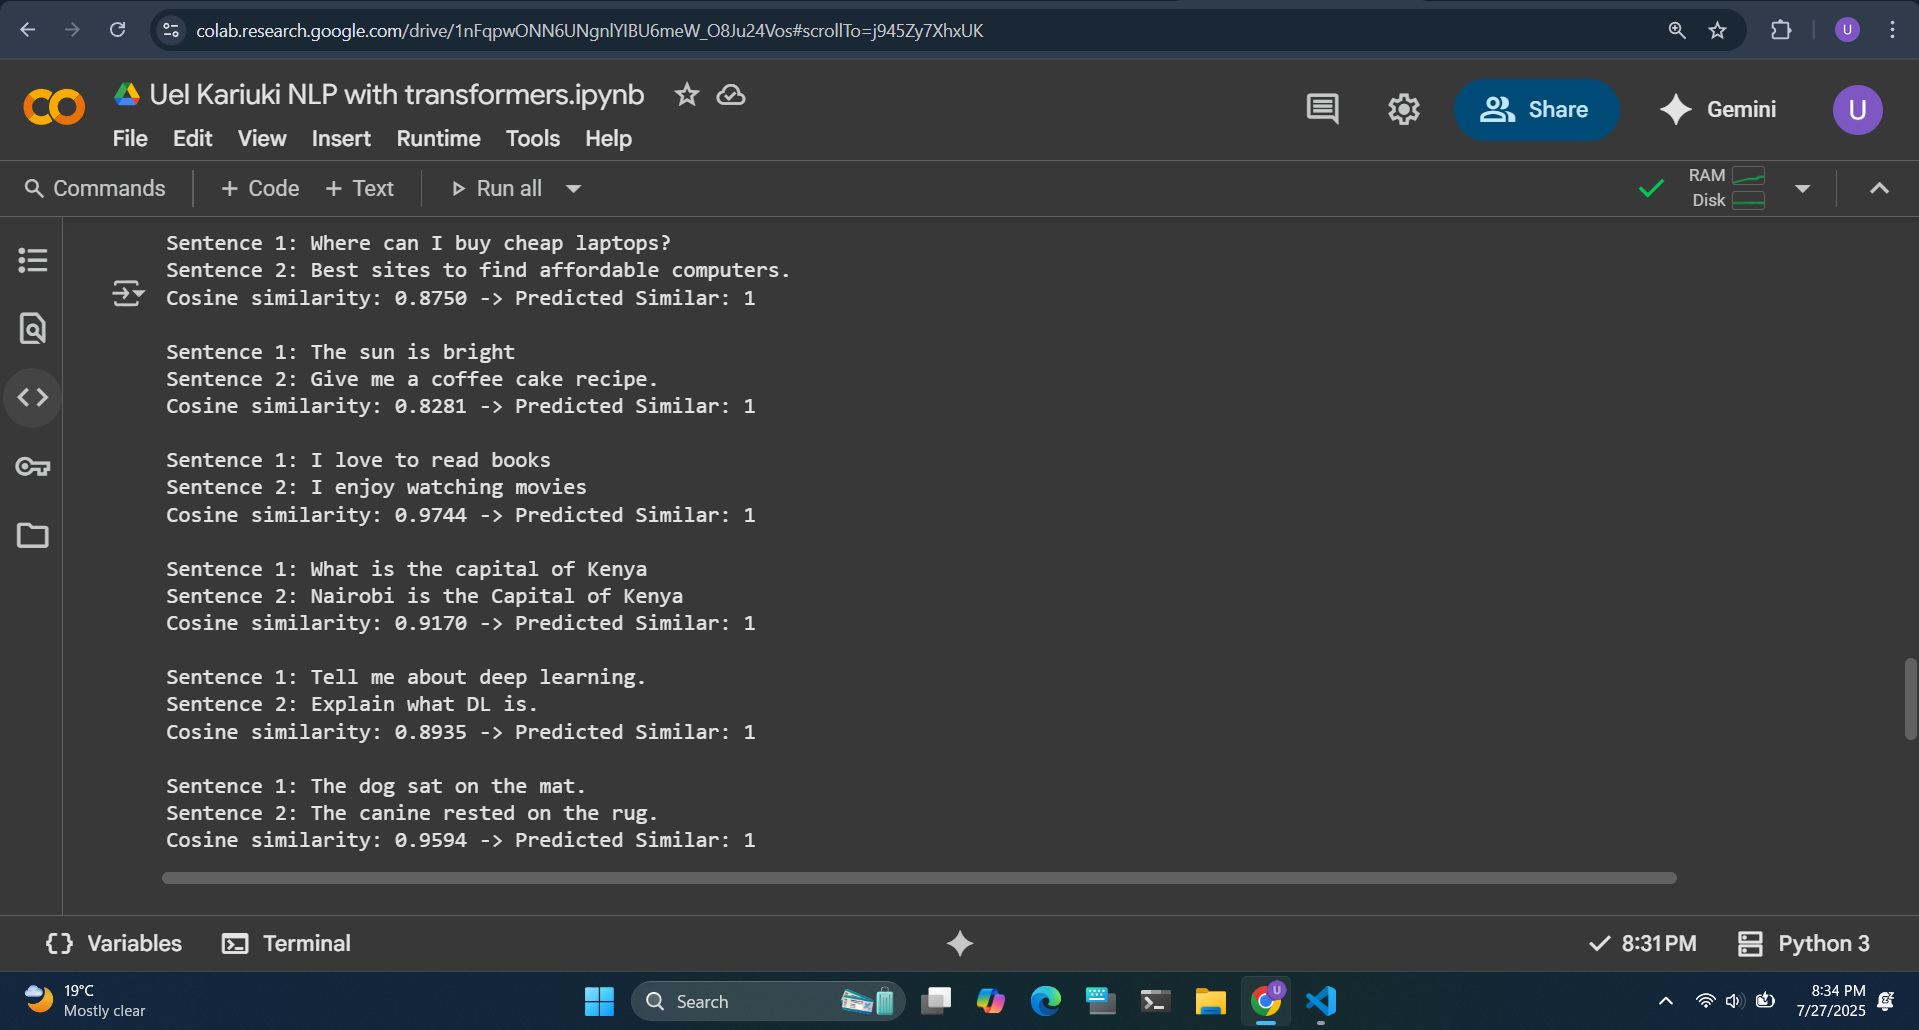 colab.research.google.com/drive/1nFqpwONN6UNgnlYIBU6meW_O8Ju24Vos#scrollTo=j945Zy7XhxUK
U
Uel Kariuki NLP with transformers.ipynb
File Edit View Insert Runtime Tools Help
Share
Gemini
U
Commands + Code + Text Run all
RAM
Disk
Sentence 1: Where can I buy cheap laptops?
Sentence 2: Best sites to find affordable computers.
Cosine similarity: 0.8750 -> Predicted Similar: 1
Sentence 1: The sun is bright
Sentence 2: Give me a coffee cake recipe.
Cosine similarity: 0.8281 -> Predicted Similar: 1
Sentence 1: I love to read books
Sentence 2: I enjoy watching movies
Cosine similarity: 0.9744 -> Predicted Similar: 1
Sentence 1: What is the capital of Kenya
Sentence 2: Nairobi is the Capital of Kenya
Cosine similarity: 0.9170 -> Predicted Similar: 1
Sentence 1: Tell me about deep learning.
Sentence 2: Explain what DL is.
Cosine similarity: 0.8935 -> Predicted Similar: 1
Sentence 1: The dog sat on the mat.
Sentence 2: The canine rested on the rug.
Cosine similarity: 0.9594 -> Predicted Similar: 1
Variables Terminal
8:31 PM Python 3
19°C
Mostly clear
Search
U
8:34 PM
7/27/2025